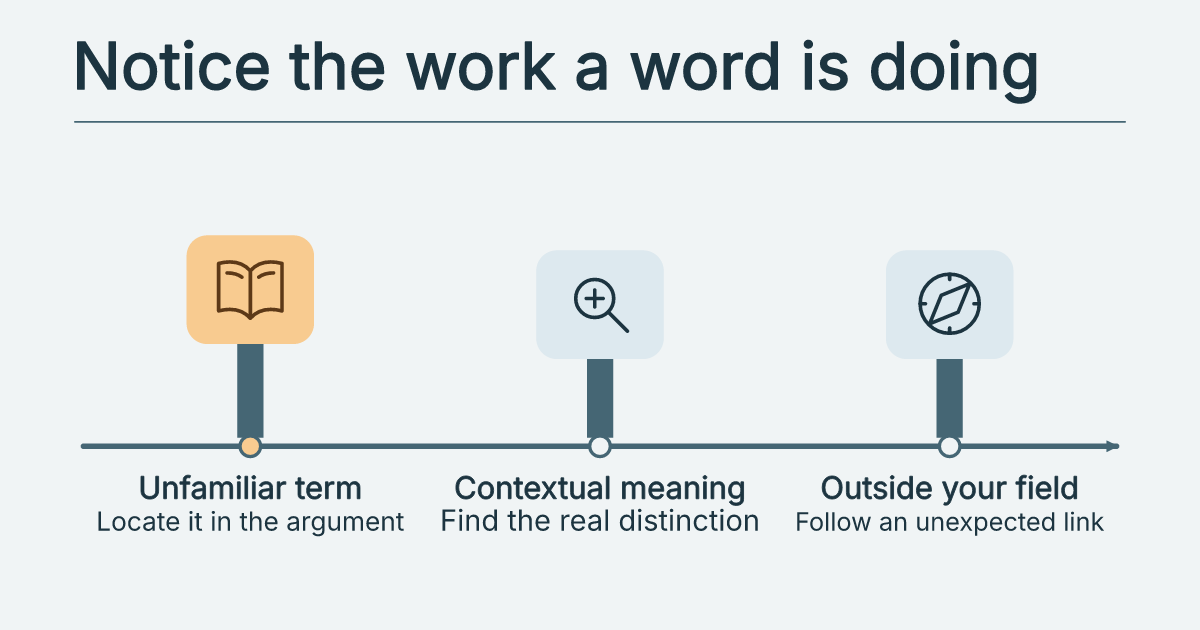 Notice the work a word is doing
Unfamiliar term
Locate it in the argument
Contextual meaning
Find the real distinction
Outside your field
Follow an unexpected link